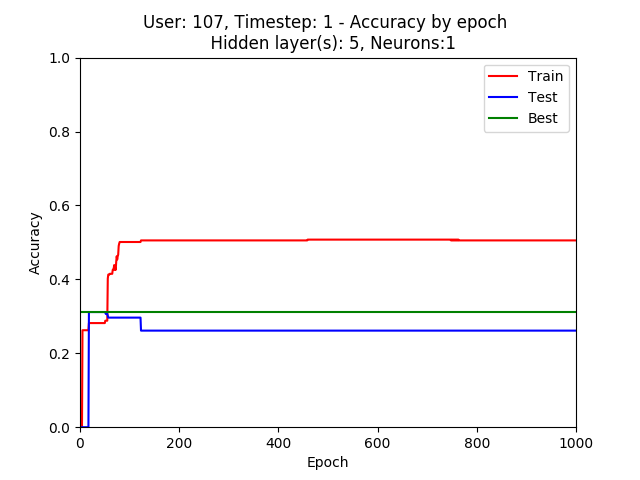 User: 107, Timestep: 1 - Accuracy by epoch
Hidden layer(s): 5, Neurons:1
Train
Test
Best
Accuracy
1.0
0.8
0.6
0.4
0.2
0.0
0 200 400 600 800 1000
Epoch